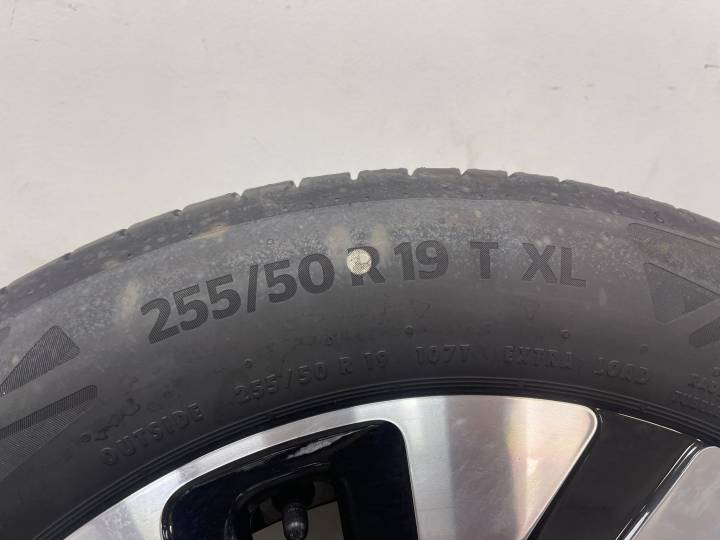 255/50 R 19 T XL
OUTSIDE 255/50 R 19 107T EXTRA LOAD